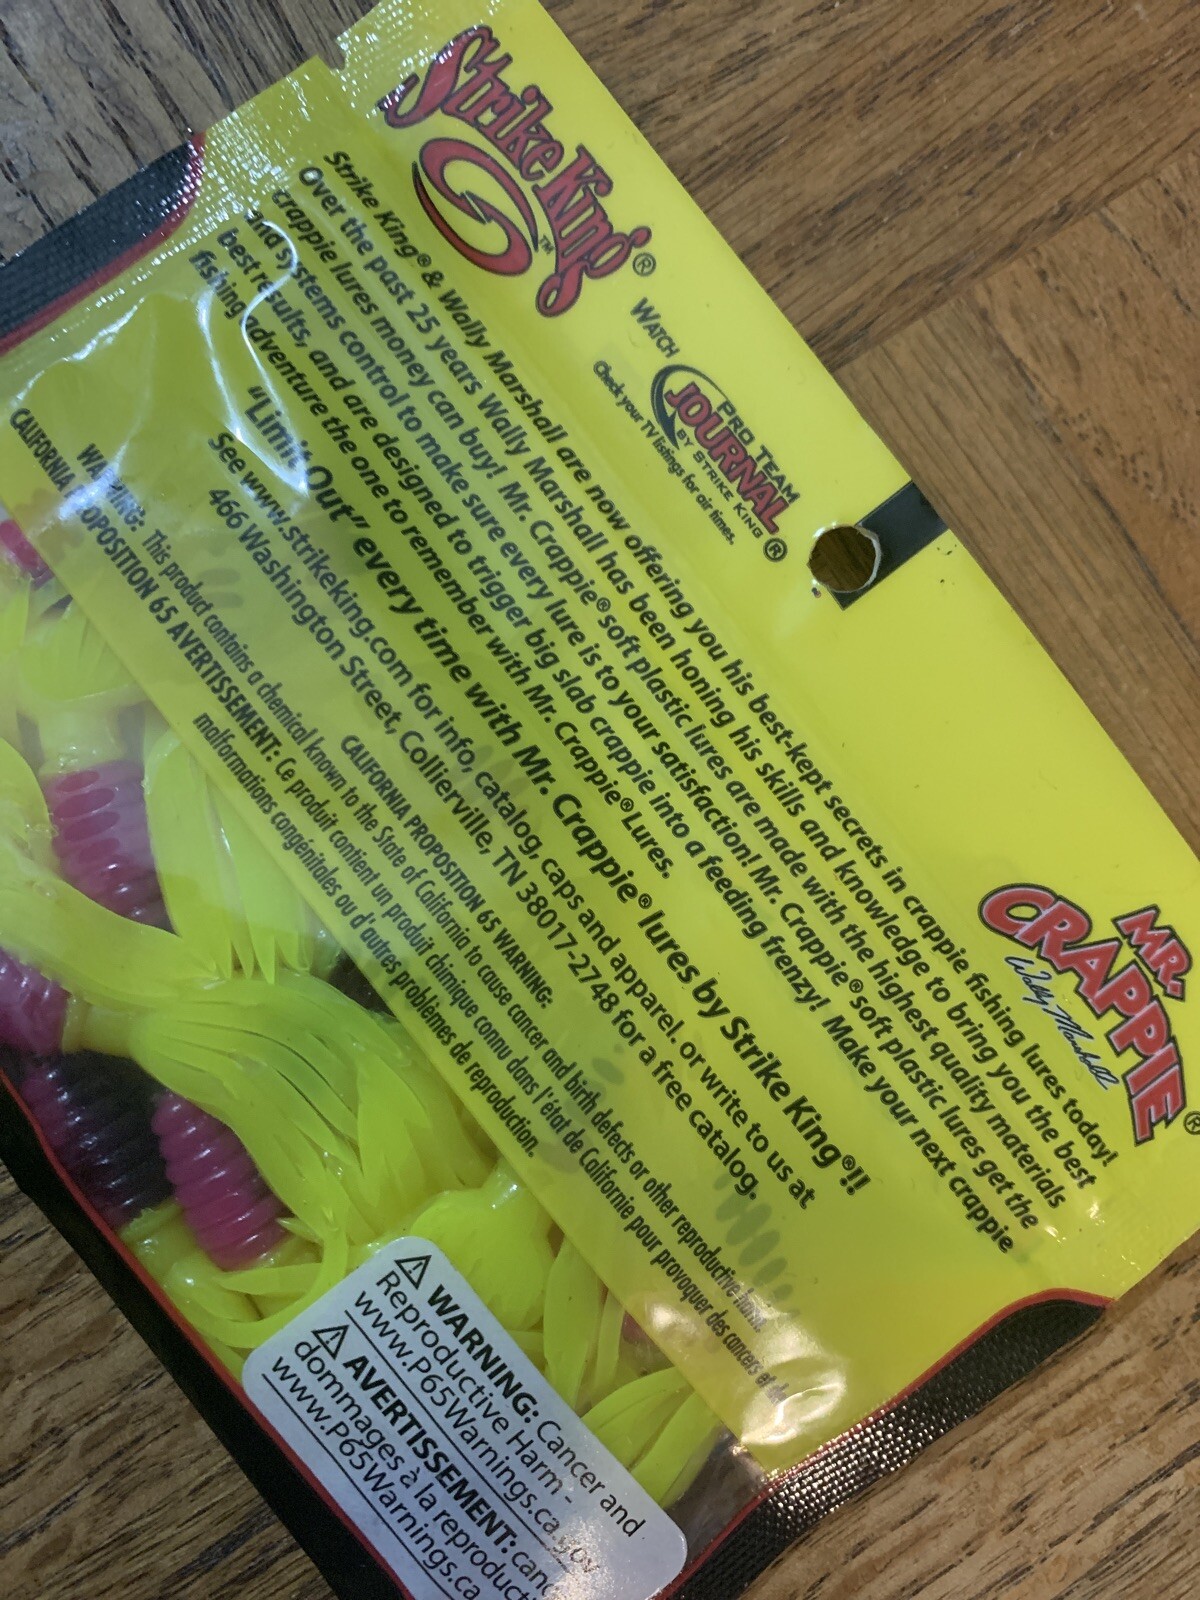 Strike King®
™
WATCH
PRO TEAM
JOURNAL
BY STRIKE KING®
Check your TV listings for air times.
MR.
CRAPPIE®
Wally Marshall
Strike King® & Wally Marshall are now offering you his best-kept secrets in crappie fishing lures today!
Over the past 25 years Wally Marshall has been honing his skills and knowledge to bring you the best
crappie lures money can buy! Mr. Crappie® soft plastic lures are made with the highest quality materials
and systems control to make sure every lure is to your satisfaction! Mr. Crappie® soft plastic lures get the
best results, and are designed to trigger big slab crappie into a feeding frenzy! Make your next crappie
fishing adventure the one to remember with Mr. Crappie® Lures.
“Limit Out” every time with Mr. Crappie® lures by Strike King®!!
See www.strikeking.com for info, catalog, caps and apparel. or write to us at
466 Washington Street, Collierville, TN 38017-2748 for a free catalog.
CALIFORNIA PROPOSITION 65 WARNING:
WARNING: This product contains a chemical known to the State of California to cause cancer and birth defects or other reproductive harm.
CALIFORNIA PROPOSITION 65 AVERTISSEMENT: Ce produit contient un produit chimique connu dans l'état de Californie pour provoquer des cancers et de
malformations congénitales ou d'autres problèmes de reproduction.
⚠ WARNING: Cancer and
Reproductive Harm -
www.P65Warnings.ca.gov
⚠ AVERTISSEMENT:
dommages à la
www.P65Warnings.ca